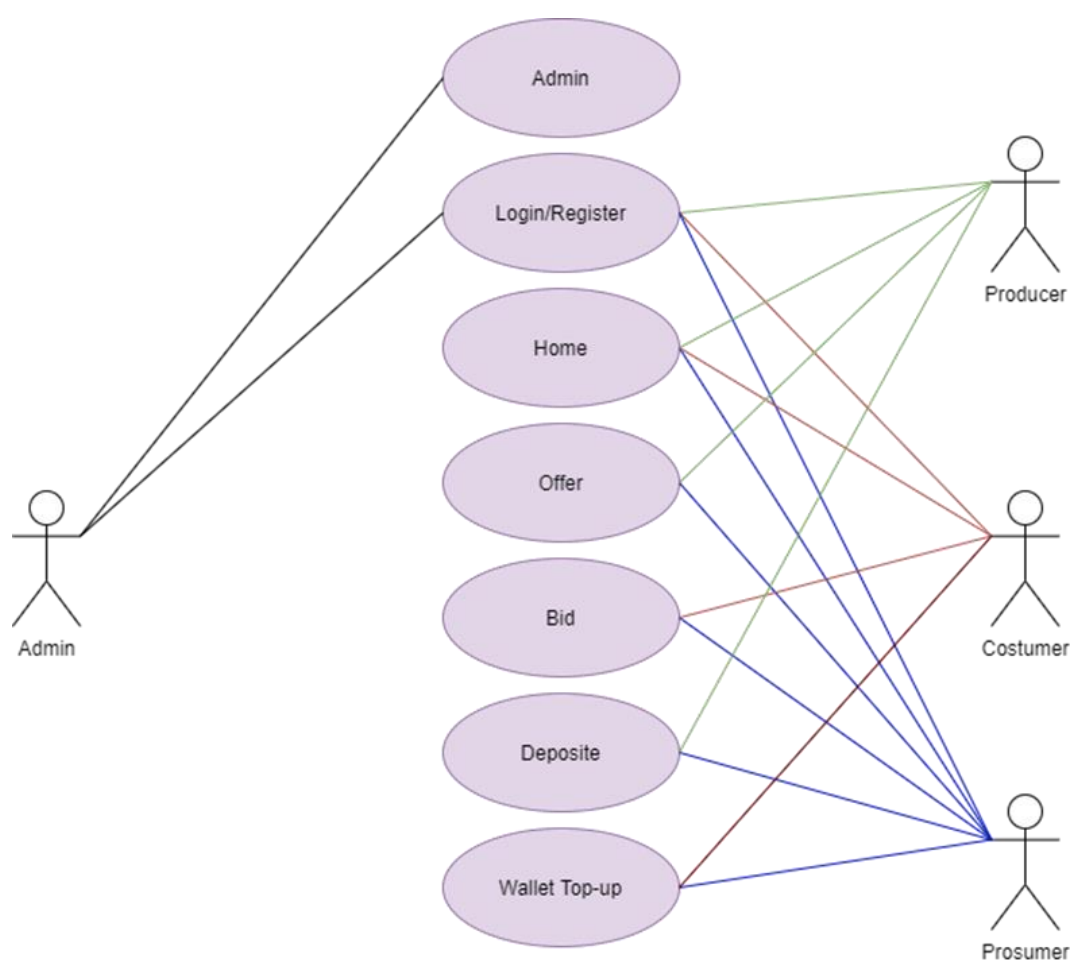 Admin
Login/Register
Home
Offer
Bid
Deposite
Wallet Top-up
Admin
Producer
Costumer
Prosumer